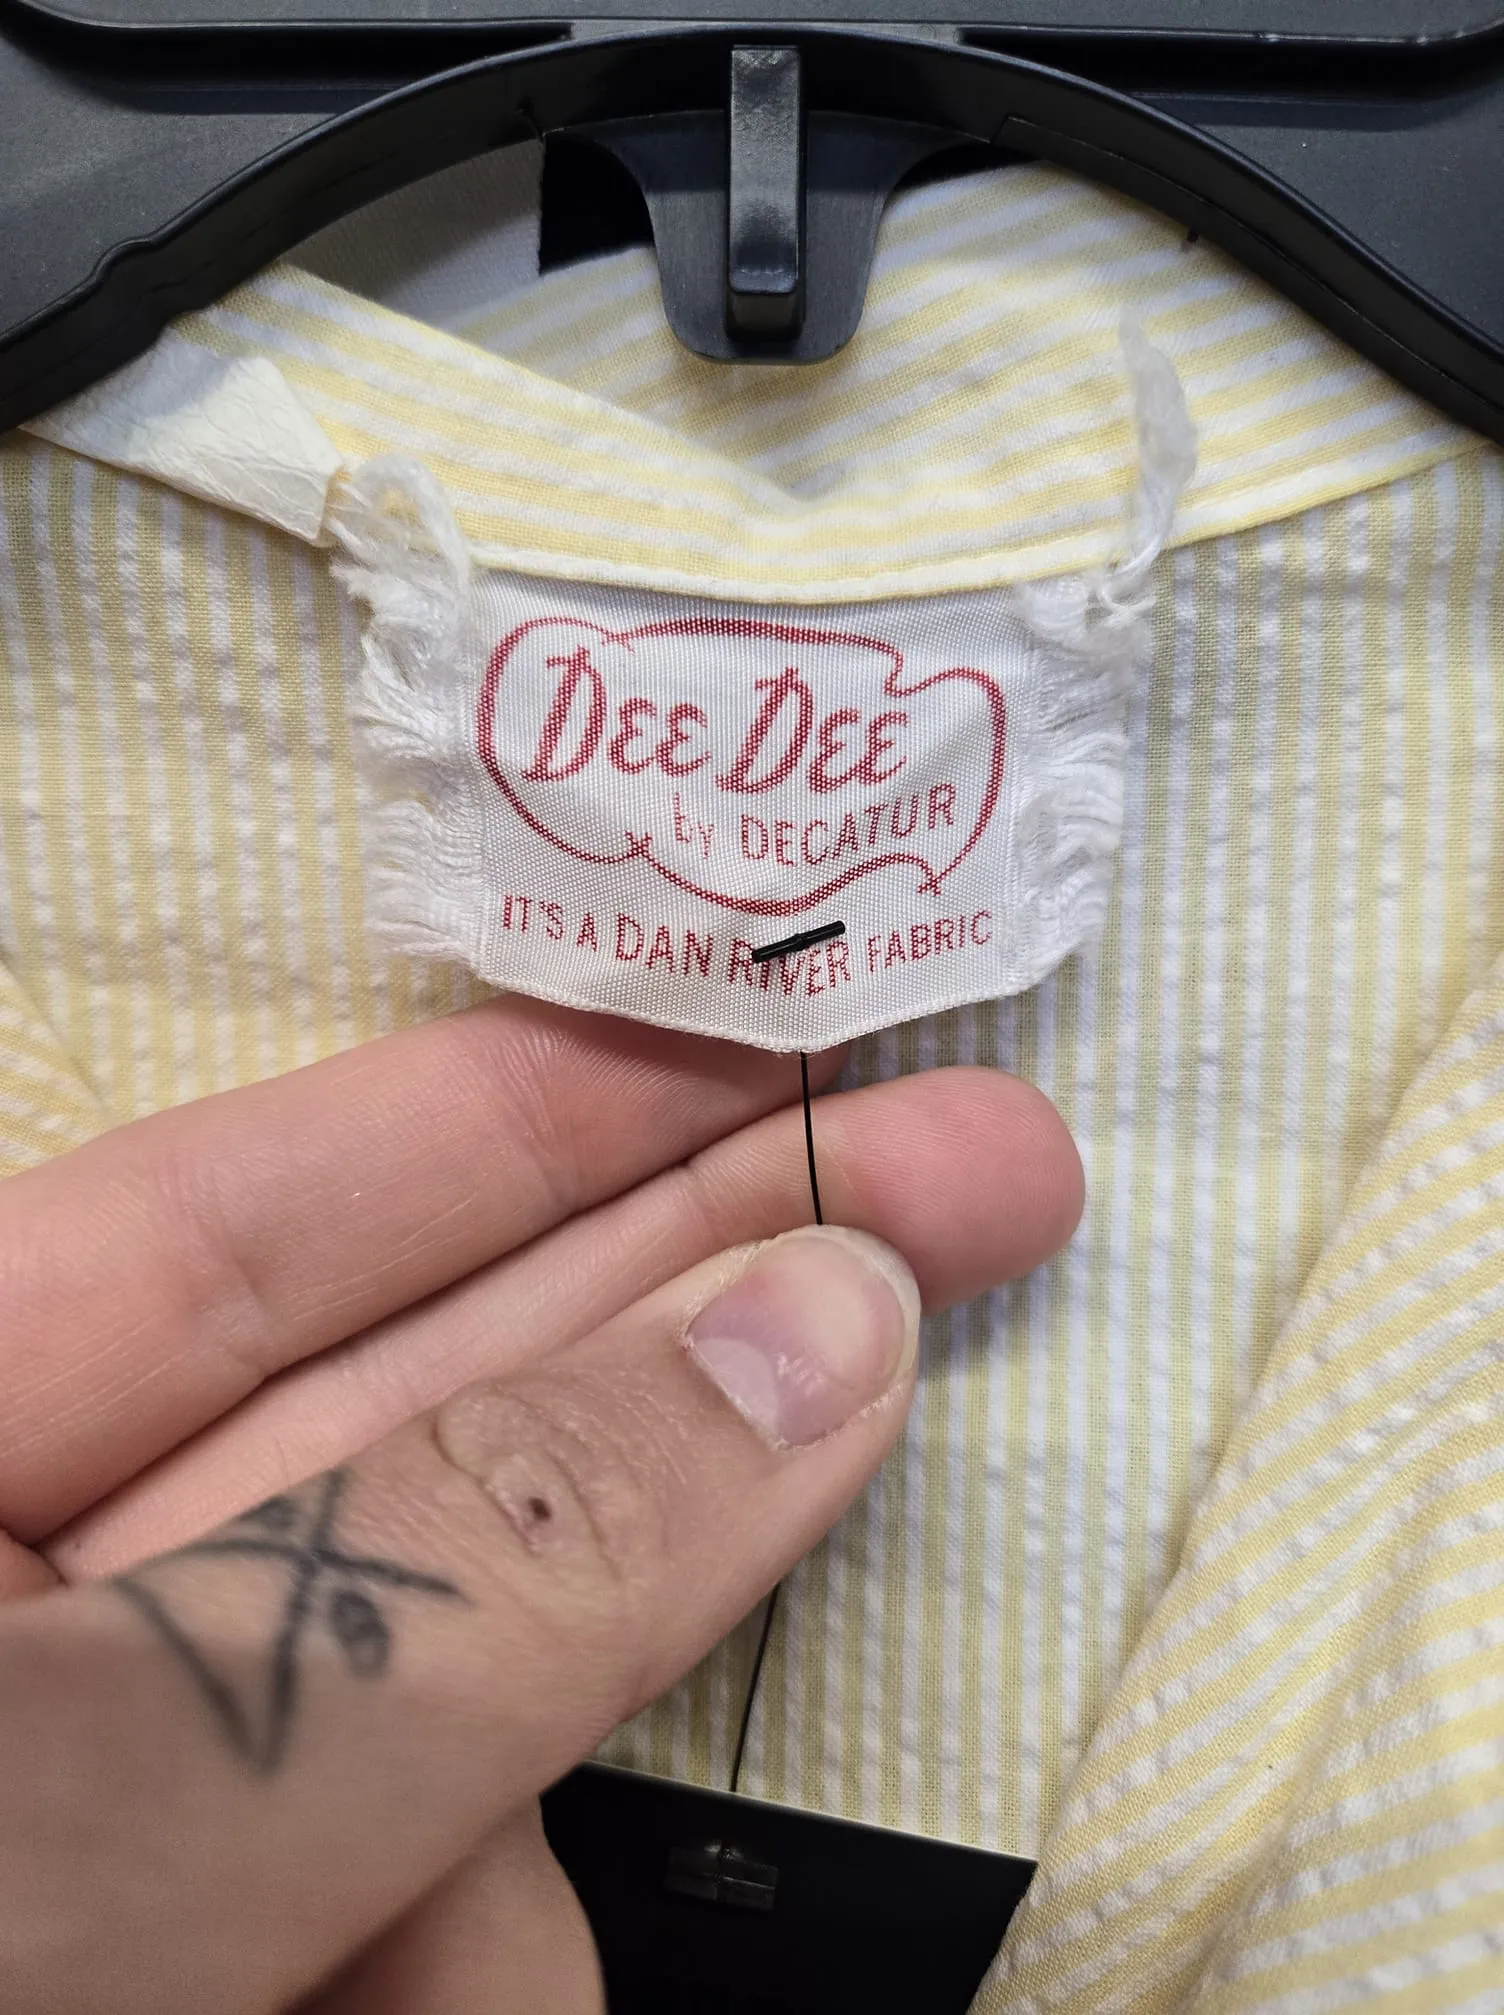 DEE DEE
by DECATUR
IT'S A DAN RIVER FABRIC